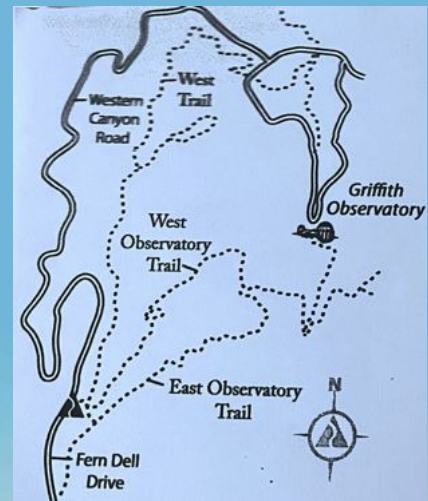 West
Trail
Western
Canyon
Road
Griffith
Observatory
West
Observatory
Trail
East Observatory
Trail
N
Fern Dell
Drive